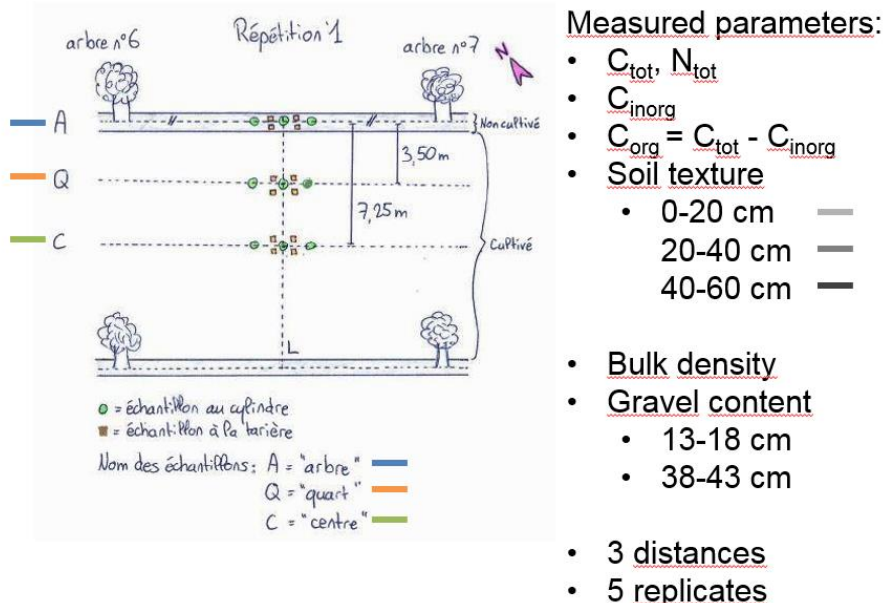 Répétition 1
arbre n°6
arbre n°7
N
A
Non cultivé
3,50m
Q
7,25m
C
Cultivé
L
= échantillon au cylindre
= échantillon à la tarière
Nom des échantillons: A = "arbre"
Q = "quart"
C = "centre"
Measured parameters:
• Ctot, Ntot
• Cinorg
• Corg = Ctot - Cinorg
• Soil texture
• 0-20 cm
20-40 cm
40-60 cm
• Bulk density
• Gravel content
• 13-18 cm
• 38-43 cm
• 3 distances
• 5 replicates